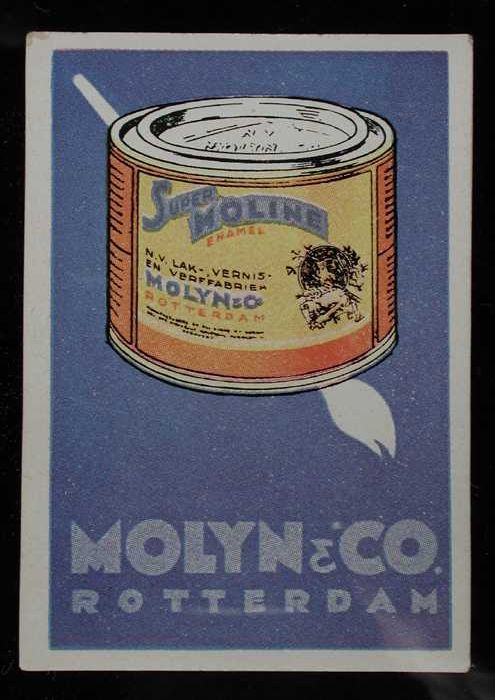 SUPER
MOLINE
ENAMEL
N.V. LAK-, VERNIS-
EN VERFFABRIEK
MOLYN & Co
ROTTERDAM
MOLYN & CO.
ROTTERDAM